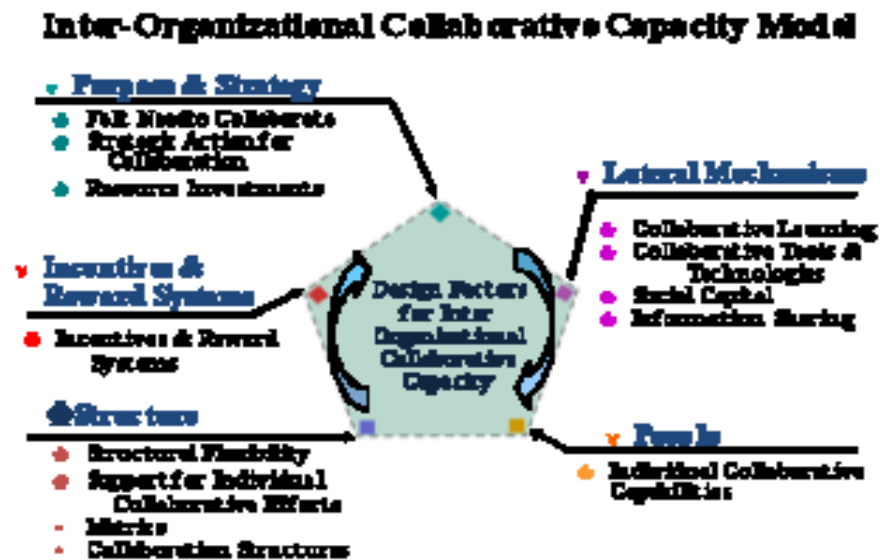 Inter-Organizational Collaborative Capacity Model
Purpose & Strategy
Felt Need to Collaborate
Strategic Action for
Collaboration
Resource Investments
Lateral Mechanisms
Collaborative Learning
Collaborative Tools &
Technologies
Social Capital
Information Sharing
Incentives &
Reward Systems
Incentives & Reward
Systems
Design Factors
for Inter
Organizational
Collaborative
Capacity
Structure
Structural Flexibility
Support for Individual
Collaborative Efforts
Metrics
Collaboration Structures
People
Individual Collaborative
Capabilities